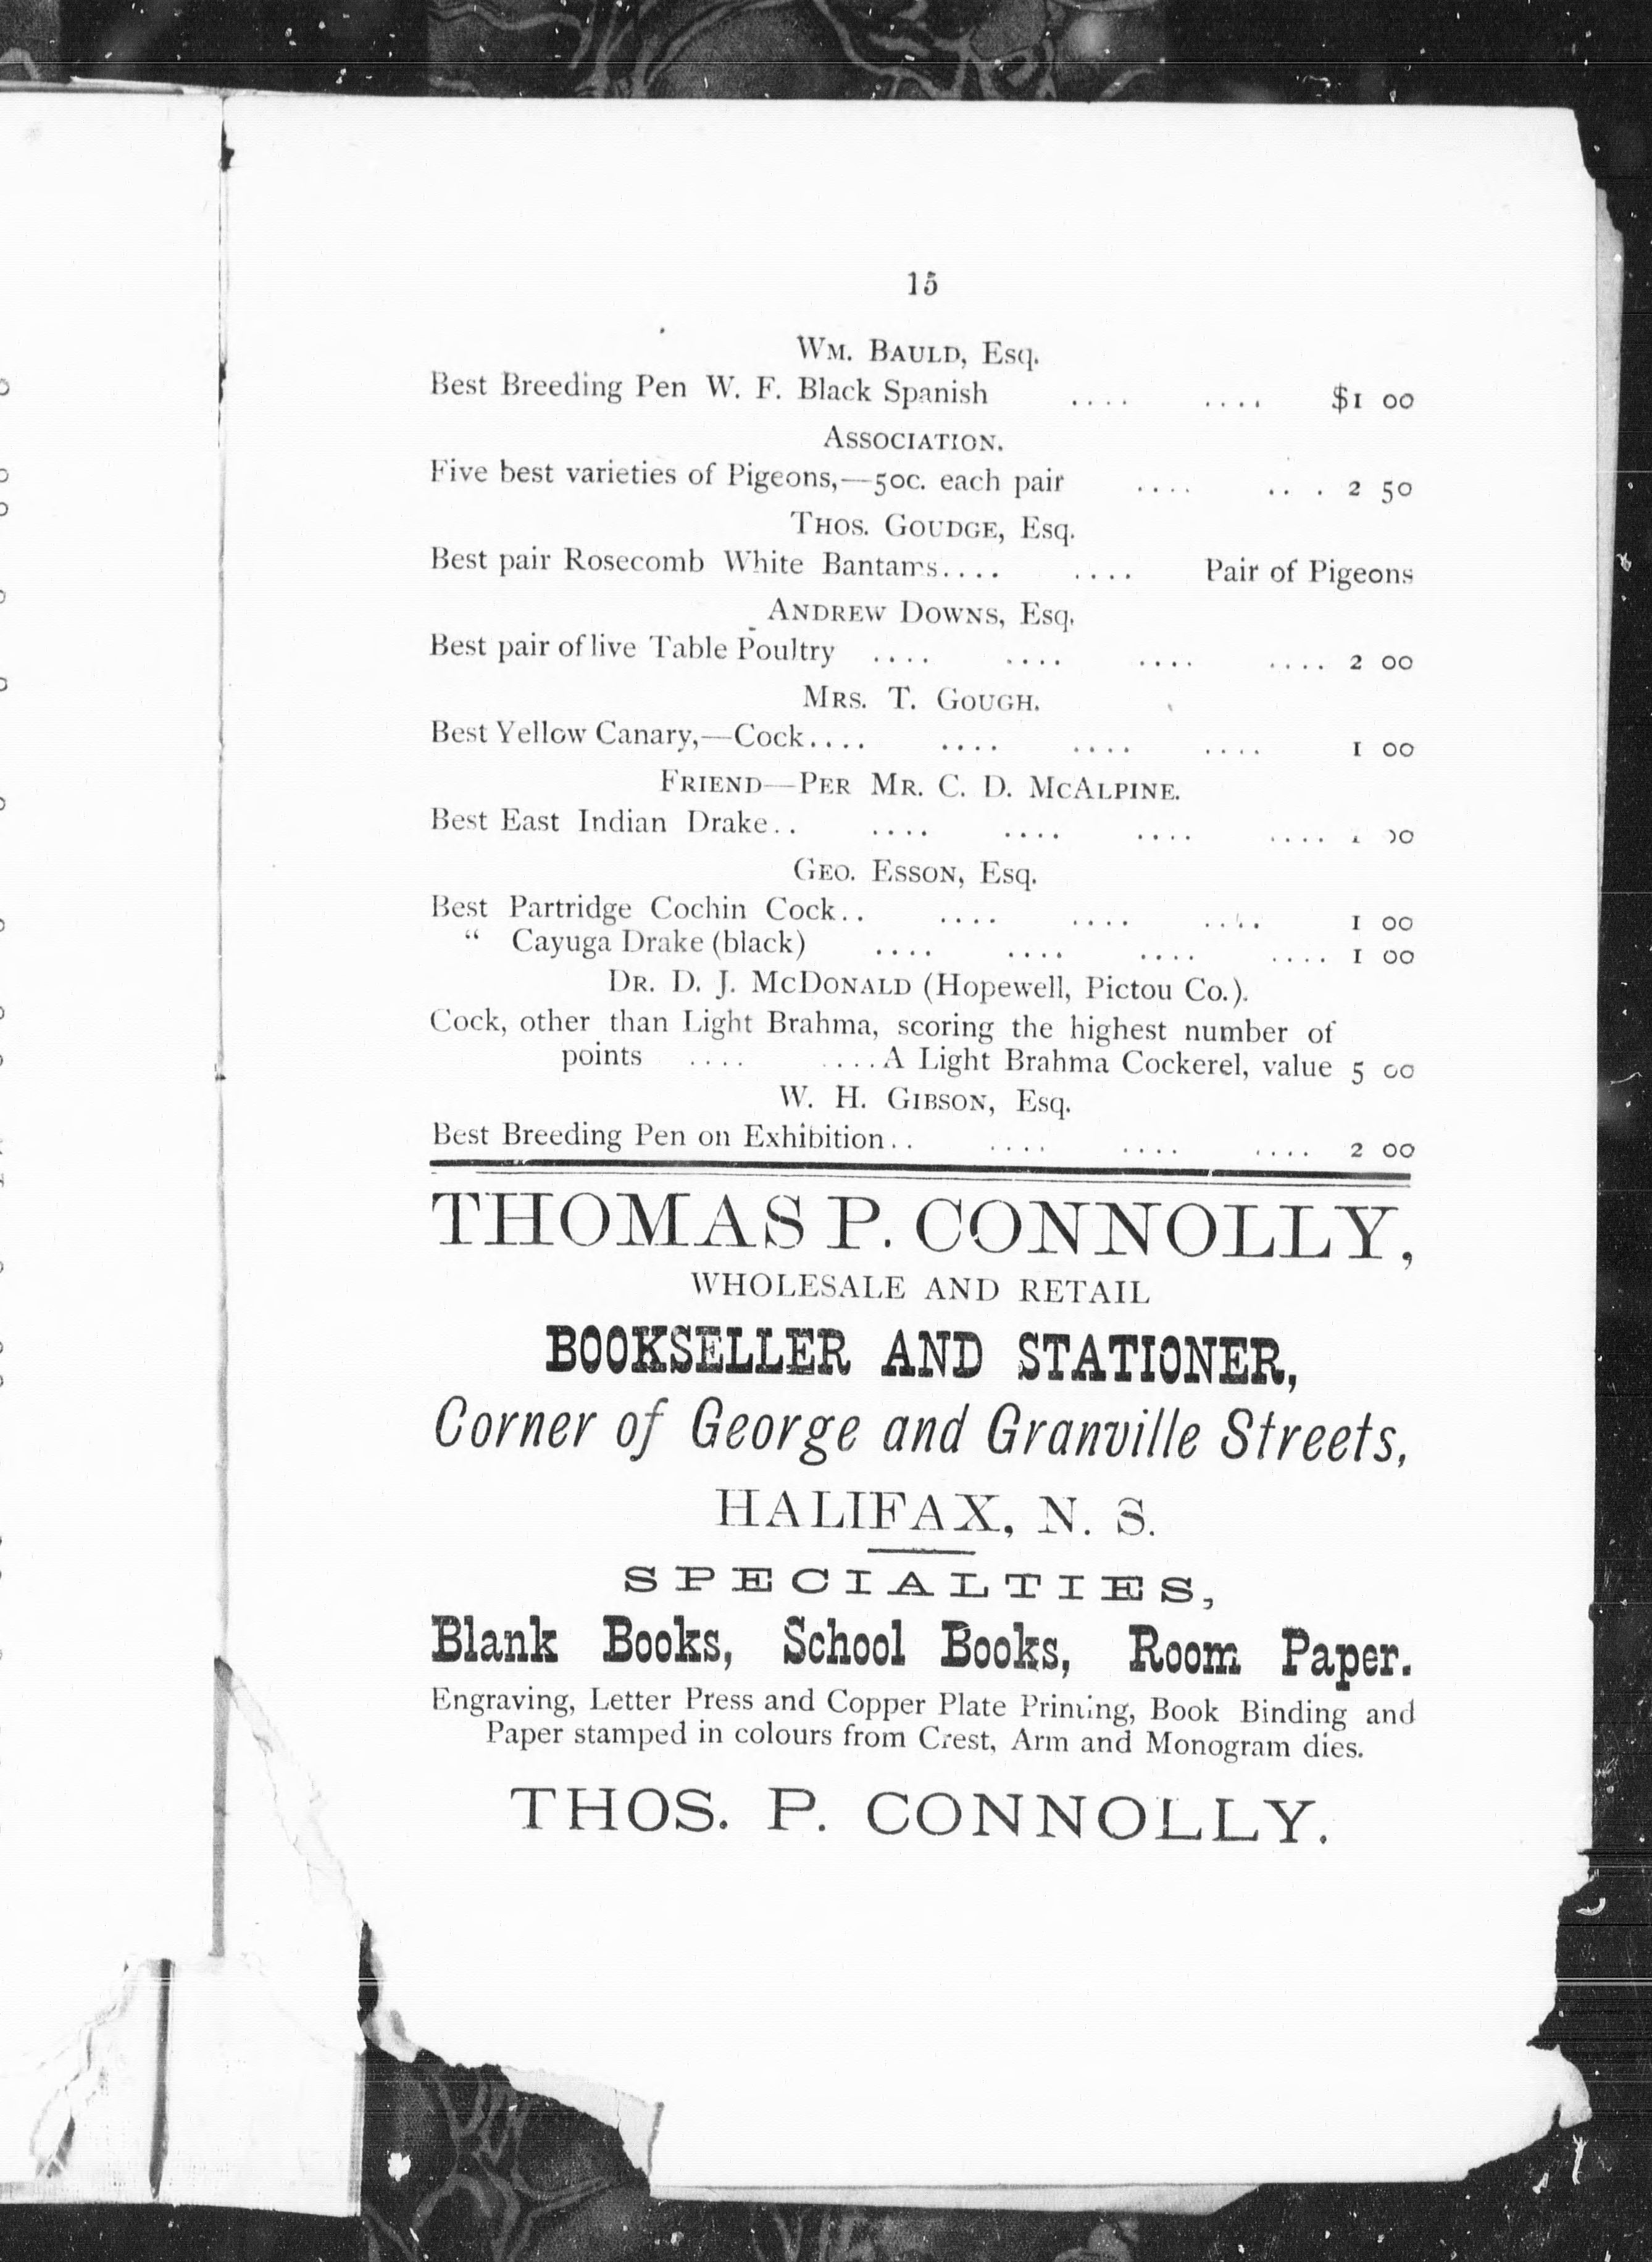 15
WM. BAULD, Esq.
Best Breeding Pen W. F. Black Spanish .... .... $1 00
ASSOCIATION.
Five best varieties of Pigeons,—50c. each pair .... .. . 2 50
THOS. GOUDGE, Esq.
Best pair Rosecomb White Bantams.... .... Pair of Pigeons
ANDREW DOWNS, Esq.
Best pair of live Table Poultry .... .... .... .... 2 00
MRS. T. GOUGH.
Best Yellow Canary,—Cock.... .... .... .... 1 00
FRIEND—PER MR. C. D. MCALPINE.
Best East Indian Drake.. .... .... .... ....
GEO. ESSON, Esq.
Best Partridge Cochin Cock.. .... .... .... 1 00
“ Cayuga Drake (black) .... .... .... .... 1 00
DR. D. J. MCDONALD (Hopewell, Pictou Co.).
Cock, other than Light Brahma, scoring the highest number of
points .... ....A Light Brahma Cockerel, value 5 00
W. H. GIBSON, Esq.
Best Breeding Pen on Exhibition.. .... .... .... 2 00
THOMAS P. CONNOLLY,
WHOLESALE AND RETAIL
BOOKSELLER AND STATIONER,
Corner of George and Granville Streets,
HALIFAX, N. S.
SPECIALTIES,
Blank Books, School Books, Room Paper.
Engraving, Letter Press and Copper Plate Printing, Book Binding and
Paper stamped in colours from Crest, Arm and Monogram dies.
THOS. P. CONNOLLY.